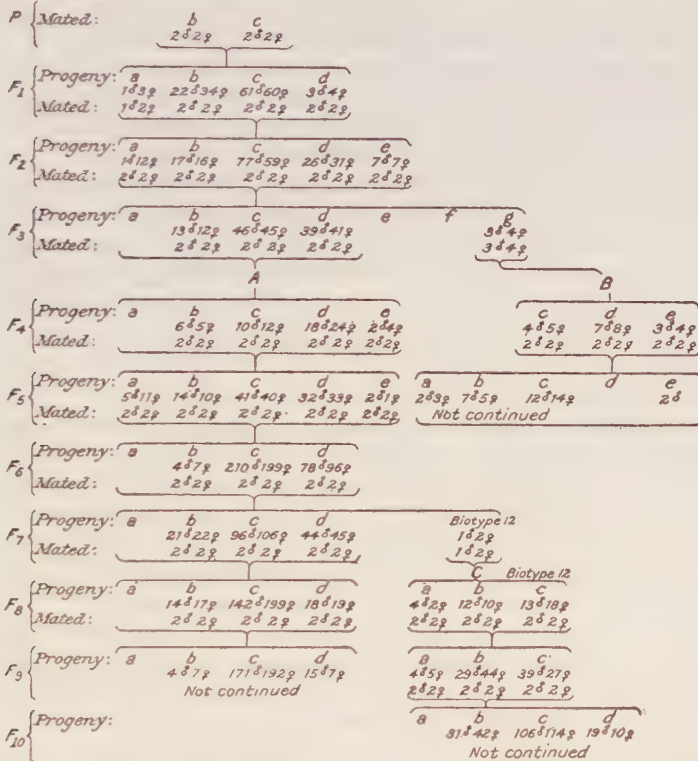 P { Mated: b c
2♂2♀ 2♂2♀
F1 { Progeny: a b c d
1♂3♀ 22♂34♀ 61♂60♀ 3♂4♀
Mated: 1♂2♀ 2♂2♀ 2♂2♀ 2♂2♀
F2 { Progeny: a b c d e
1♂12♀ 17♂16♀ 77♂59♀ 26♂31♀ 7♂7♀
Mated: 2♂2♀ 2♂2♀ 2♂2♀ 2♂2♀ 2♂2♀
F3 { Progeny: a b c d e f g
13♂12♀ 46♂45♀ 39♂41♀ 3♂4♀
Mated: 2♂2♀ 2♂2♀ 2♂2♀ 3♂4♀
A B
F4 { Progeny: a b c d e c d e
6♂5♀ 10♂12♀ 18♂24♀ 2♂4♀ 4♂5♀ 7♂8♀ 3♂4♀
Mated: 2♂2♀ 2♂2♀ 2♂2♀ 2♂2♀ 2♂2♀ 2♂2♀ 2♂2♀
F5 { Progeny: a b c d e a b c d e
5♂11♀ 14♂10♀ 41♂40♀ 32♂33♀ 2♂1♀ 2♂3♀ 7♂5♀ 12♂14♀ 2♂
Mated: 2♂2♀ 2♂2♀ 2♂2♀ 2♂2♀ 2♂2♀ Not continued
F6 { Progeny: a b c d
4♂7♀ 210♂199♀ 78♂96♀
Mated: 2♂2♀ 2♂2♀ 2♂2♀
F7 { Progeny: a b c d Biotype 12
21♂22♀ 96♂106♀ 44♂45♀ 1♂2♀
Mated: 2♂2♀ 2♂2♀ 2♂2♀ 1♂2♀
C Biotype 12
F8 { Progeny: a b c d a b c
14♂17♀ 142♂199♀ 18♂19♀ 4♂2♀ 12♂10♀ 13♂18♀
Mated: 2♂2♀ 2♂2♀ 2♂2♀ 2♂2♀ 2♂2♀ 2♂2♀
F9 { Progeny: a b c d a b c
4♂7♀ 171♂192♀ 15♂7♀ 4♂5♀ 29♂44♀ 39♂27♀
Not continued 2♂2♀ 2♂2♀ 2♂2♀
F10 { Progeny: a b c d
31♂42♀ 106♂114♀ 19♂10♀
Not continued